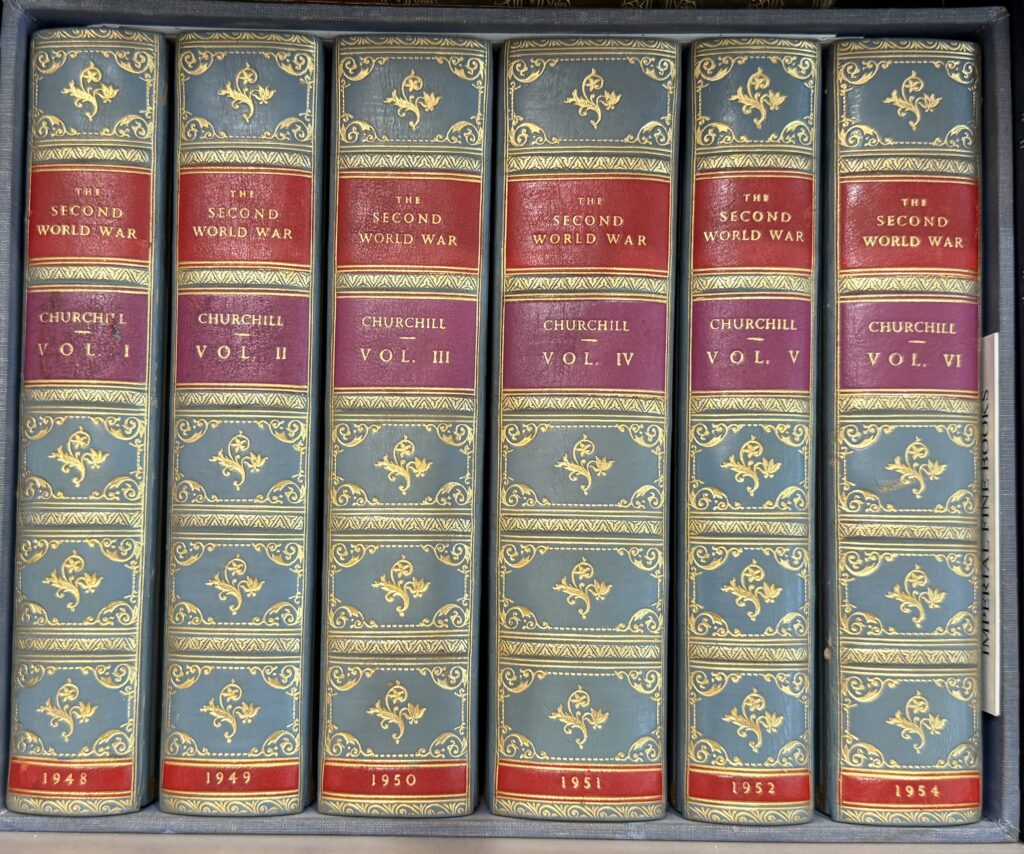 THE
SECOND
WORLD WAR
CHURCHILL
VOL. I
1948
THE
SECOND
WORLD WAR
CHURCHILL
VOL. II
1949
THE
SECOND
WORLD WAR
CHURCHILL
VOL. III
1950
THE
SECOND
WORLD WAR
CHURCHILL
VOL. IV
1951
THE
SECOND
WORLD WAR
CHURCHILL
VOL. V
1952
THE
SECOND
WORLD WAR
CHURCHILL
VOL. VI
1954
IMPERIAL FINE BOOKS